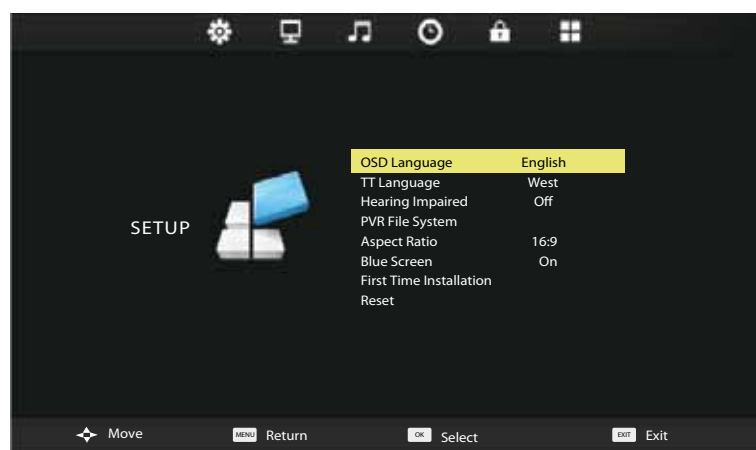 SETUP
OSD Language English
TT Language West
Hearing Impaired Off
PVR File System
Aspect Ratio 16:9
Blue Screen On
First Time Installation
Reset
Move MENU Return OK Select EXIT Exit